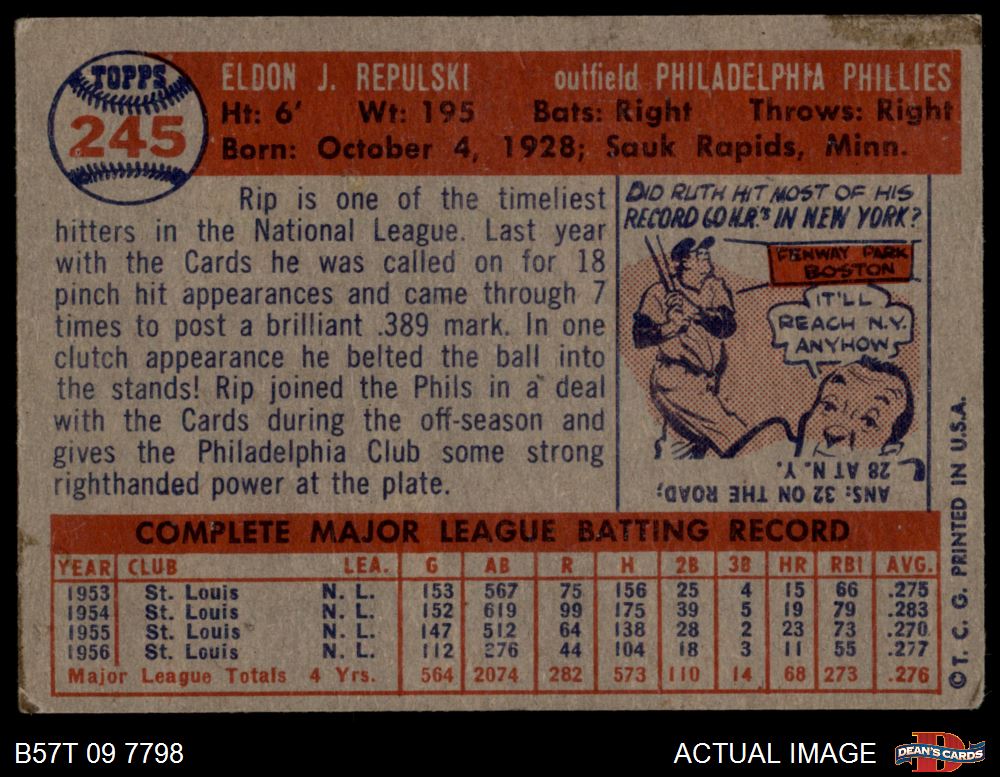 TOPPS
245
ELDON J. REPULSKI outfield PHILADELPHIA PHILLIES
Ht: 6' Wt: 195 Bats: Right Throws: Right
Born: October 4, 1928; Sauk Rapids, Minn.
Rip is one of the timeliest
hitters in the National League. Last year
with the Cards he was called on for 18
pinch hit appearances and came through 7
times to post a brilliant .389 mark. In one
clutch appearance he belted the ball into
the stands! Rip joined the Phils in a deal
with the Cards during the off-season and
gives the Philadelphia Club some strong
righthanded power at the plate.
DID RUTH HIT MOST OF HIS
RECORD 60 H.R.'S IN NEW YORK?
FENWAY PARK
BOSTON
IT'LL
REACH N.Y.
ANYHOW
ANS: 32 ON THE ROAD;
28 AT N.Y.
COMPLETE MAJOR LEAGUE BATTING RECORD
YEAR CLUB LEA. G AB R H 2B 3B HR RBI AVG.
1953 St. Louis N. L. 153 567 75 156 25 4 15 66 .275
1954 St. Louis N. L. 152 619 99 175 39 5 19 79 .283
1955 St. Louis N. L. 147 512 64 138 28 2 23 73 .270
1956 St. Louis N. L. 112 276 44 104 18 3 11 55 .277
Major League Totals 4 Yrs. 564 2074 282 573 110 14 68 273 .276
©T. C. G. PRINTED IN U.S.A.
B57T 09 7798 ACTUAL IMAGE DEAN'S CARDS